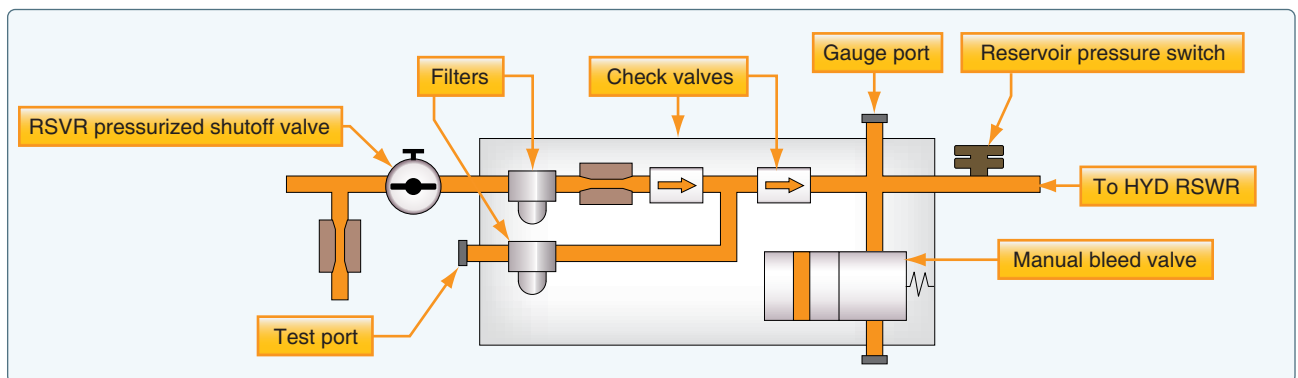 Gauge port
Reservoir pressure switch
Filters
Check valves
RSVR pressurized shutoff valve
To HYD RSWR
Manual bleed valve
Test port